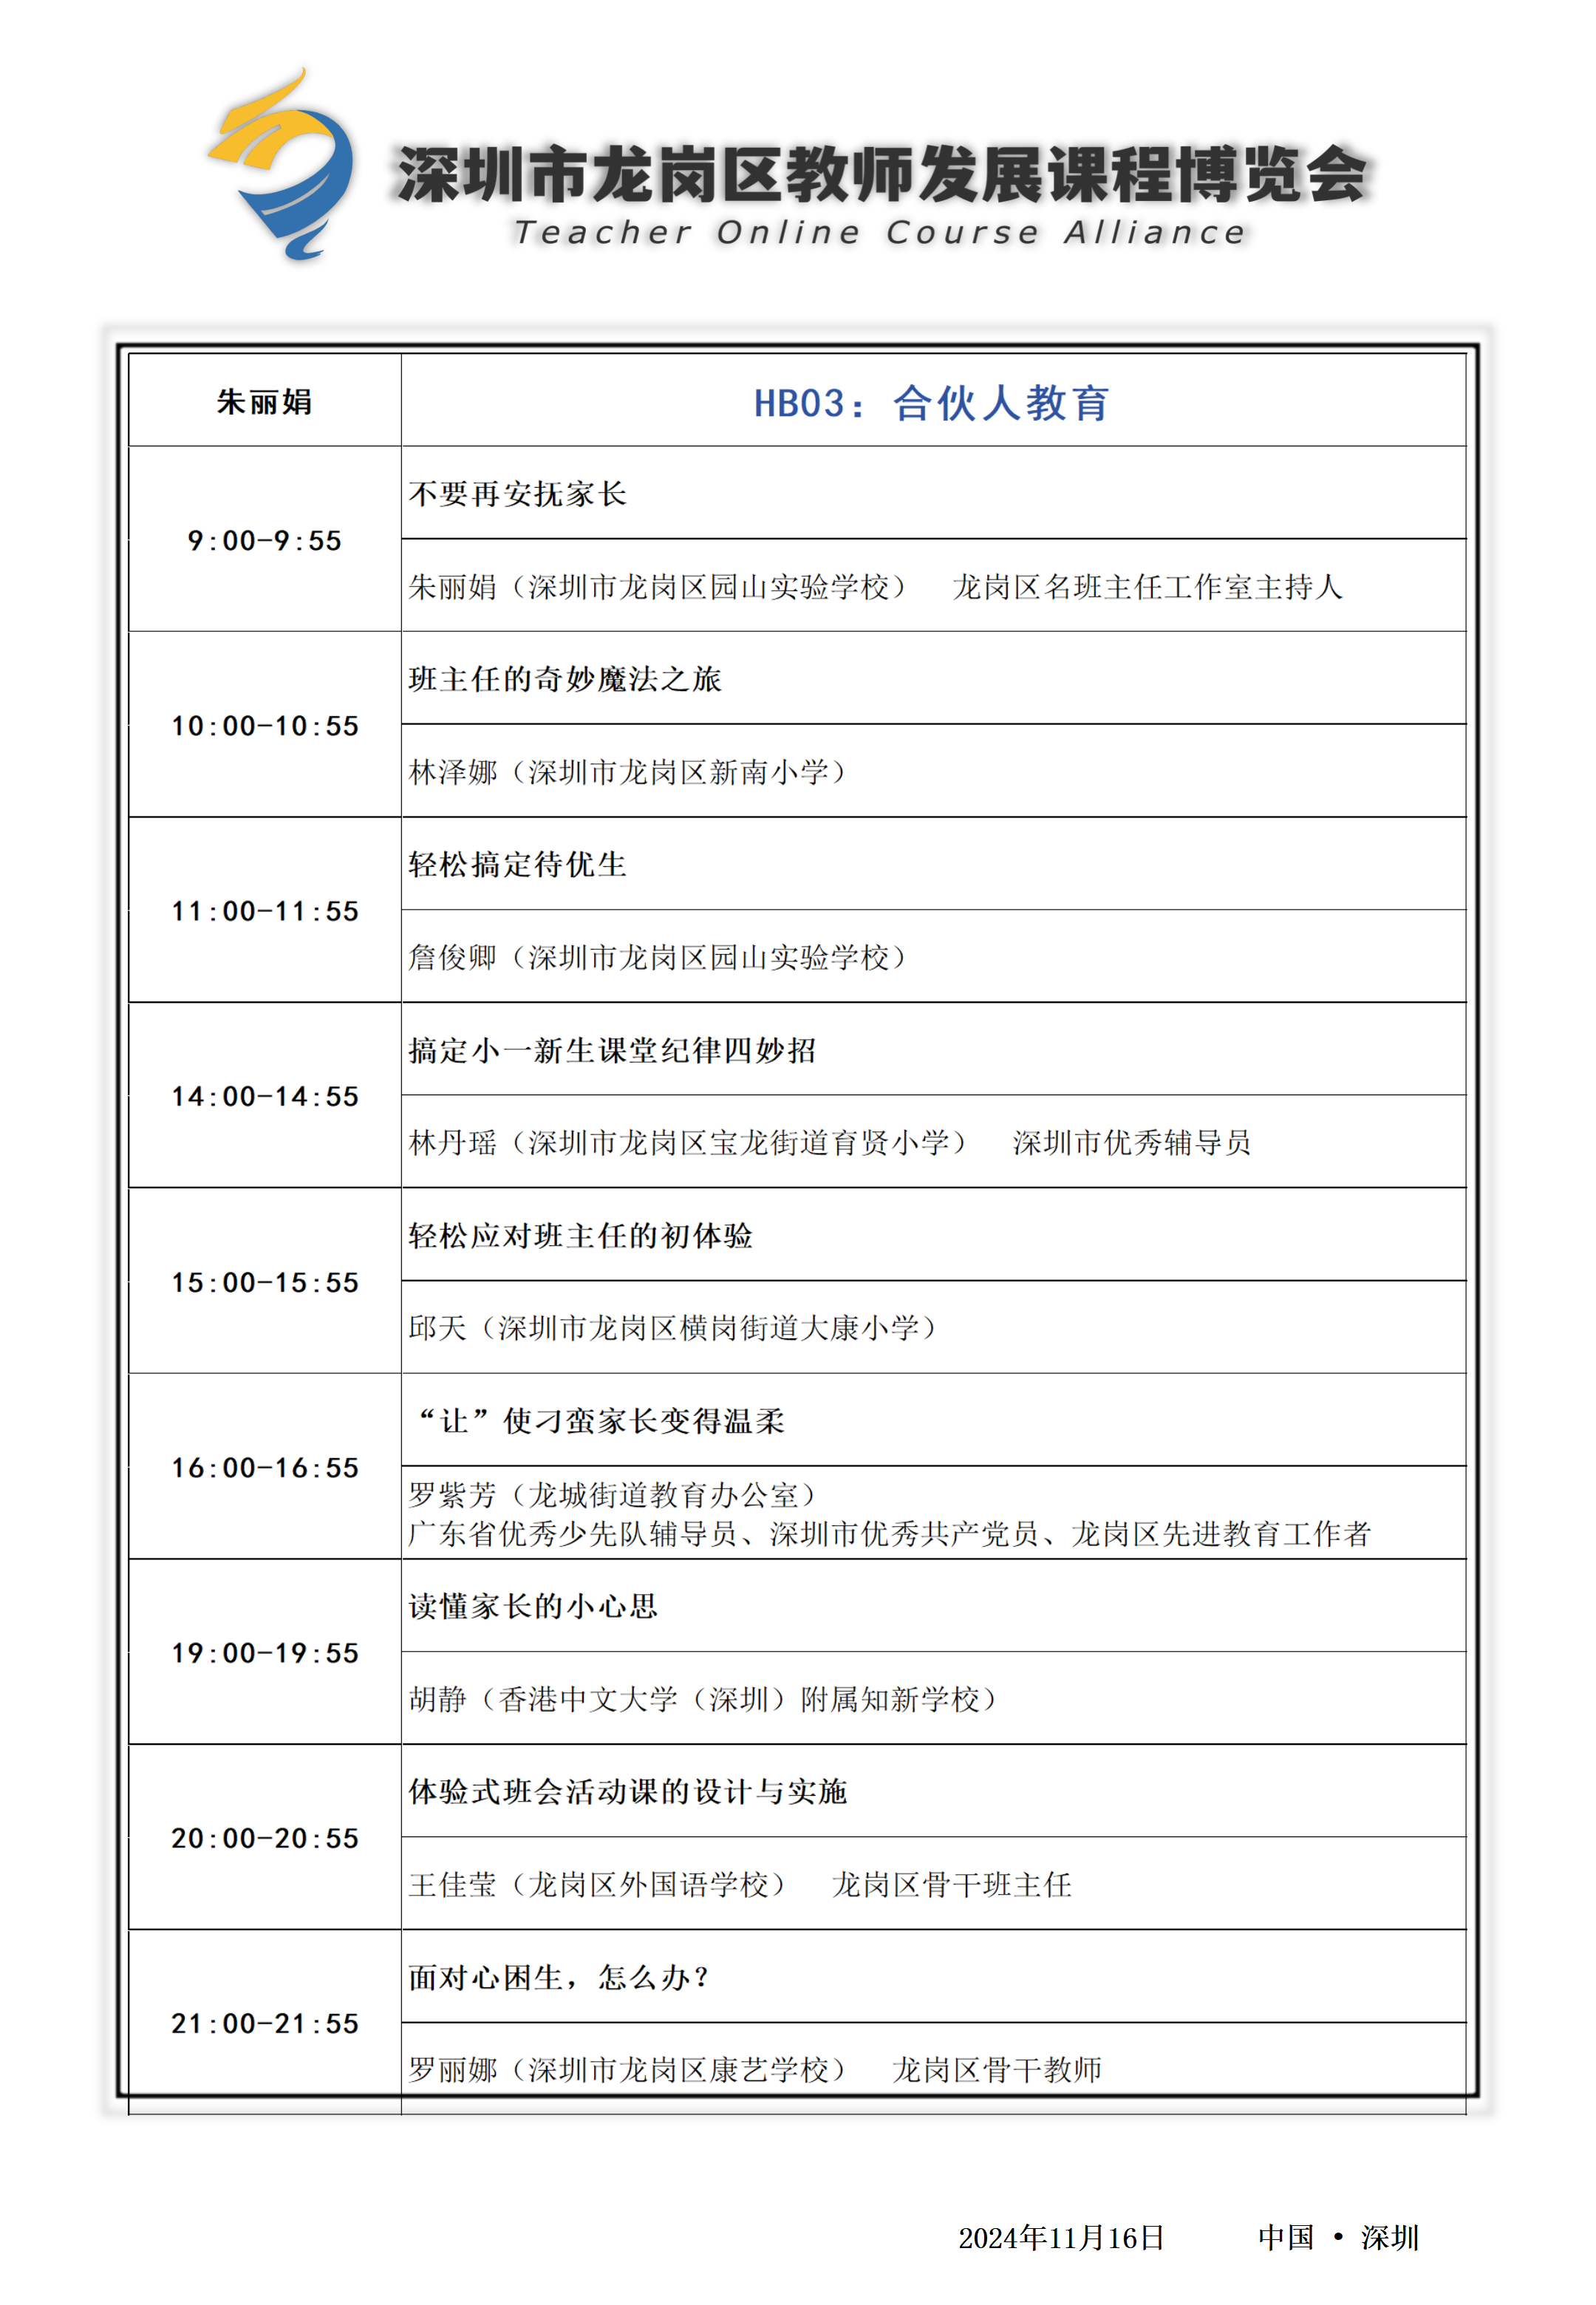 深圳市龙岗区教师发展课程博览会
Teacher Online Course Alliance
朱丽娟
HB03：合伙人教育
9:00-9:55
不要再安抚家长
朱丽娟（深圳市龙岗区园山实验学校） 龙岗区名班主任工作室主持人
10:00-10:55
班主任的奇妙魔法之旅
林泽娜（深圳市龙岗区新南小学）
11:00-11:55
轻松搞定待优生
詹俊卿（深圳市龙岗区园山实验学校）
14:00-14:55
搞定小一新生课堂纪律四妙招
林丹瑶（深圳市龙岗区宝龙街道育贤小学） 深圳市优秀辅导员
15:00-15:55
轻松应对班主任的初体验
邱天（深圳市龙岗区横岗街道大康小学）
16:00-16:55
“让”使刁蛮家长变得温柔
罗紫芳（龙城街道教育办公室）
广东省优秀少先队辅导员、深圳市优秀共产党员、龙岗区先进教育工作者
19:00-19:55
读懂家长的小心思
胡静（香港中文大学（深圳）附属知新学校）
20:00-20:55
体验式班会活动课的设计与实施
王佳莹（龙岗区外国语学校） 龙岗区骨干班主任
21:00-21:55
面对心困生，怎么办？
罗丽娜（深圳市龙岗区康艺学校） 龙岗区骨干教师
2024年11月16日 中国 • 深圳